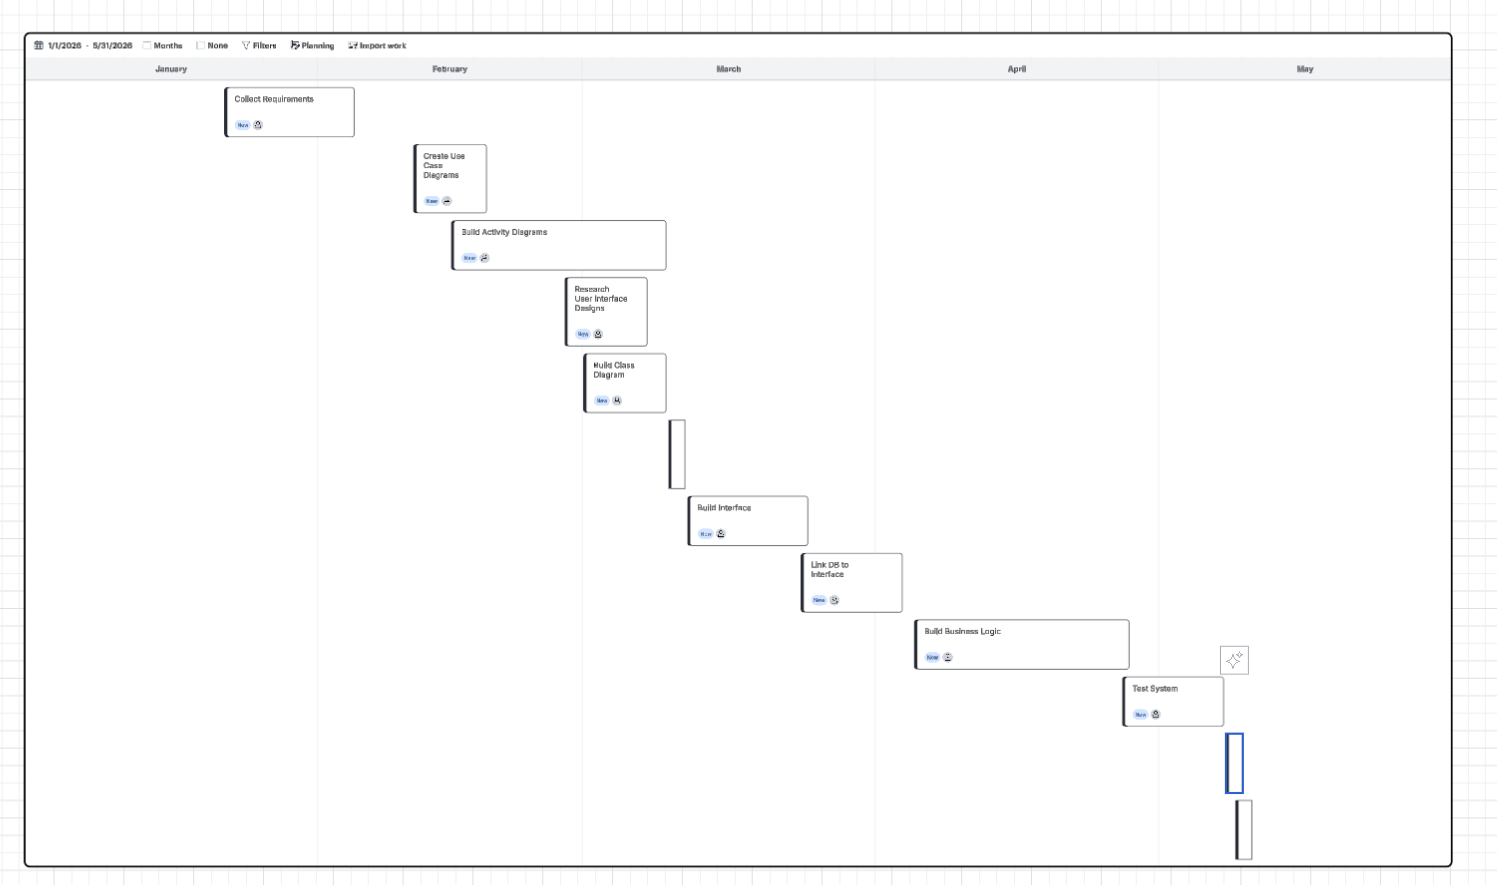 1/1/2026 - 5/31/2026 Months None Filters Planning Import work
January February March April May
Collect Requirements
New
Create Use
Case
Diagrams
New
Build Activity Diagrams
New
Research
User Interface
Designs
New
Build Class
Diagram
New
Build Interface
New
Link DB to
Interface
New
Build Business Logic
New
Test System
New